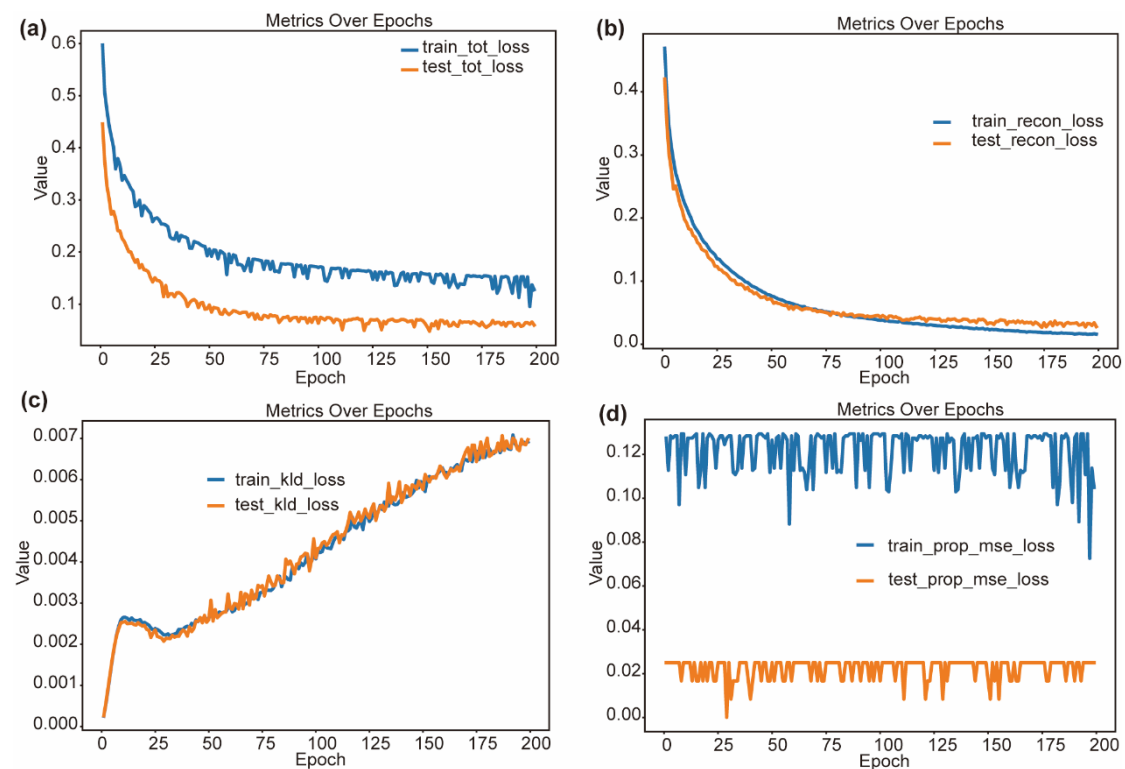 (a)
Metrics Over Epochs
train_tot_loss
test_tot_loss
Value
0.6
0.5
0.4
0.3
0.2
0.1
0 25 50 75 100 125 150 175 200
Epoch
(b)
Metrics Over Epochs
train_recon_loss
test_recon_loss
Value
0.4
0.2
0.1
0.0
0 25 50 75 100 125 150 175 200
Epoch
(c)
Metrics Over Epochs
train_kld_loss
test_kld_loss
Value
0.007
0.006
0.005
0.004
0.003
0.002
0.001
0.000
0 25 50 75 100 125 150 175 200
Epoch
(d)
Metrics Over Epochs
train_prop_mse_loss
test_prop_mse_loss
Value
0.12
0.10
0.08
0.06
0.04
0.02
0.00
0 25 50 75 100 125 150 175 200
Epoch